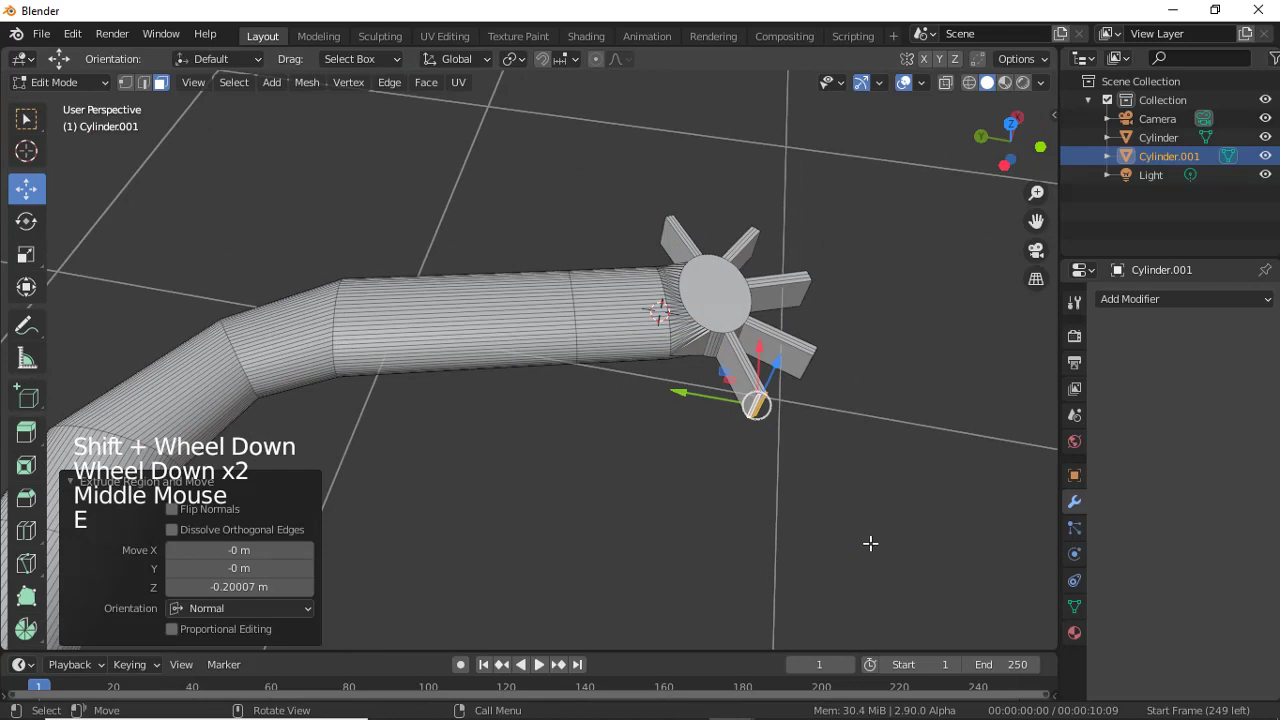 Blender
File Edit Render Window Help Layout Modeling Sculpting UV Editing Texture Paint Shading Animation Rendering Compositing Scripting + Scene View Layer
Orientation: Default Drag: Select Box Global X Y Z Options
Edit Mode View Select Add Mesh Vertex Edge Face UV
User Perspective
(1) Cylinder.001
X
Y
Z
Scene Collection
Collection
Camera
Cylinder
Cylinder.001
Light
Cylinder.001
Add Modifier
Shift + Wheel Down
Wheel Down x2
Extrude Region and Move
Middle Mouse
Flip Normals
E
Dissolve Orthogonal Edges
Move X -0 m
Y -0 m
Z -0.20007 m
Orientation Normal
Proportional Editing
Playback Keying View Marker 1 Start 1 End 250
1 20 40 60 80 100 120 140 160 180 200 220 240
Select Move Rotate View Call Menu Mem: 30.4 MiB | 2.90.0 Alpha 00:00:00:00 / 00:00:10:09 Start Frame (249 left)